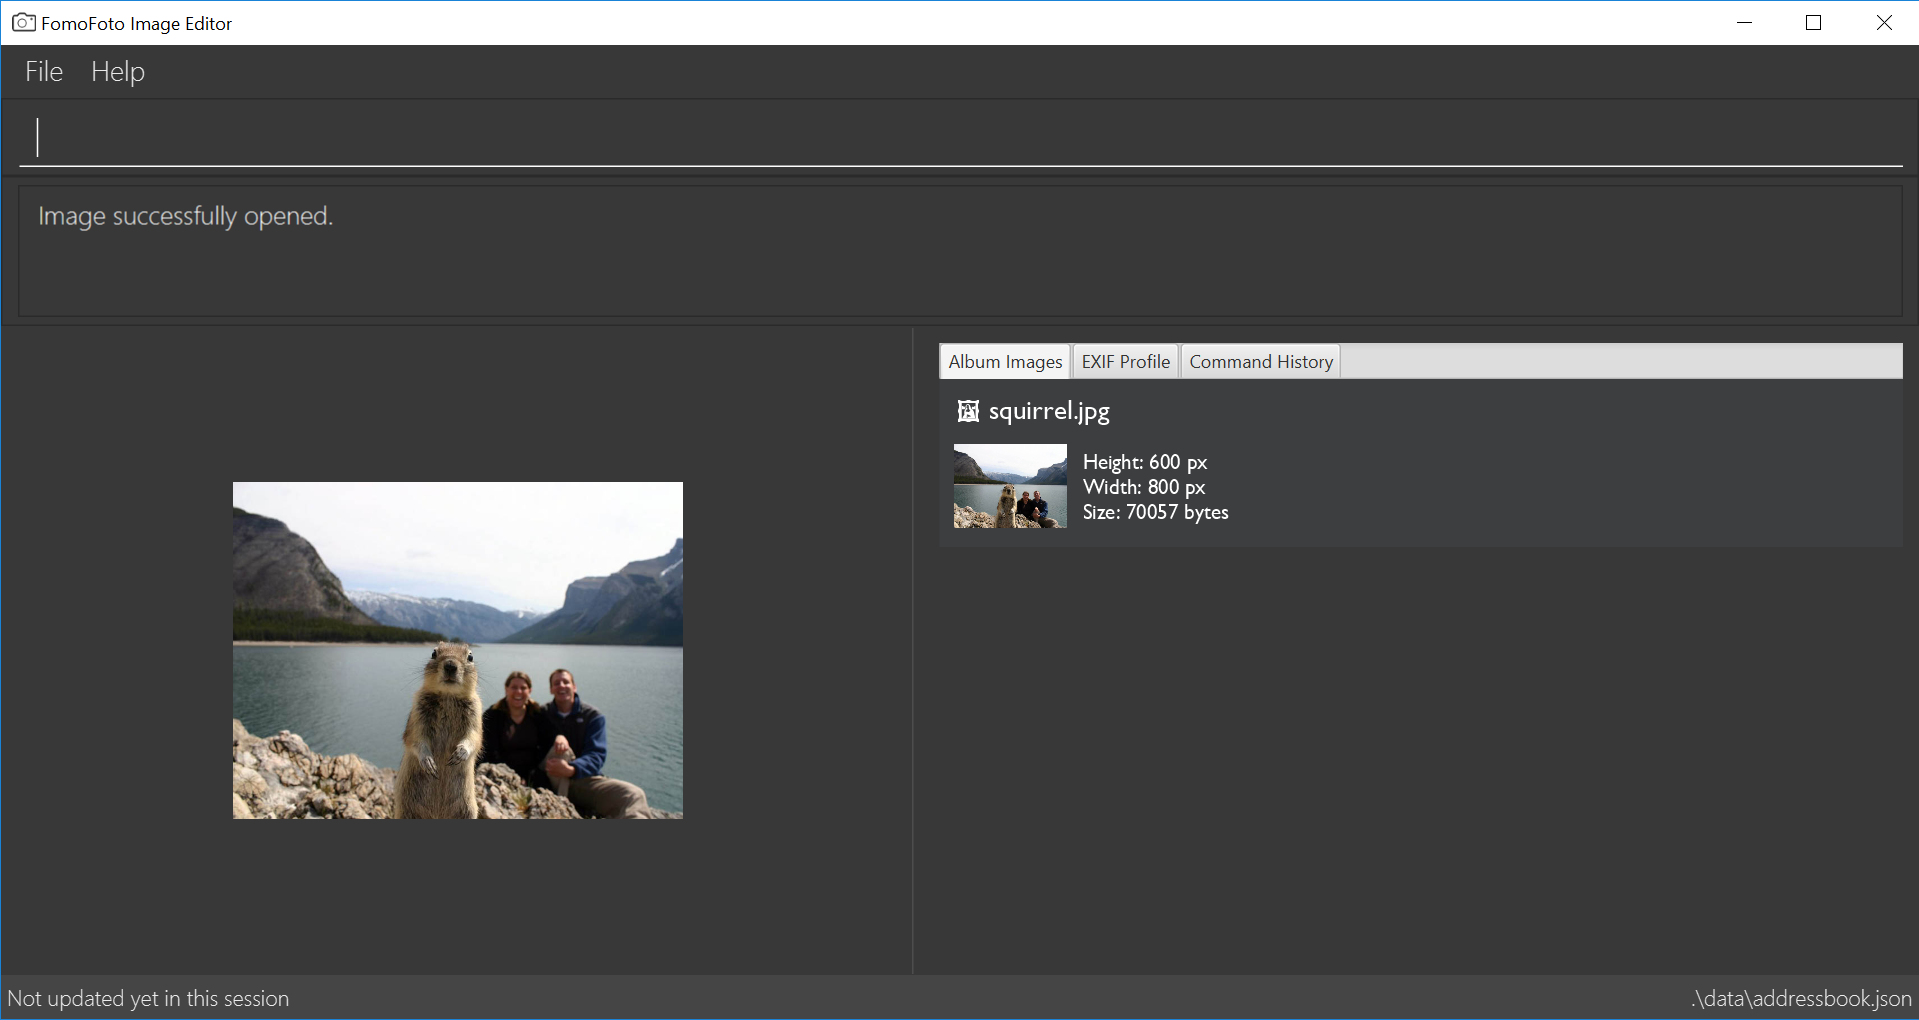 FomoFoto Image Editor
File Help
Image successfully opened.
Album Images EXIF Profile Command History
squirrel.jpg
Height: 600 px
Width: 800 px
Size: 70057 bytes
Not updated yet in this session
.\data\addressbook.json